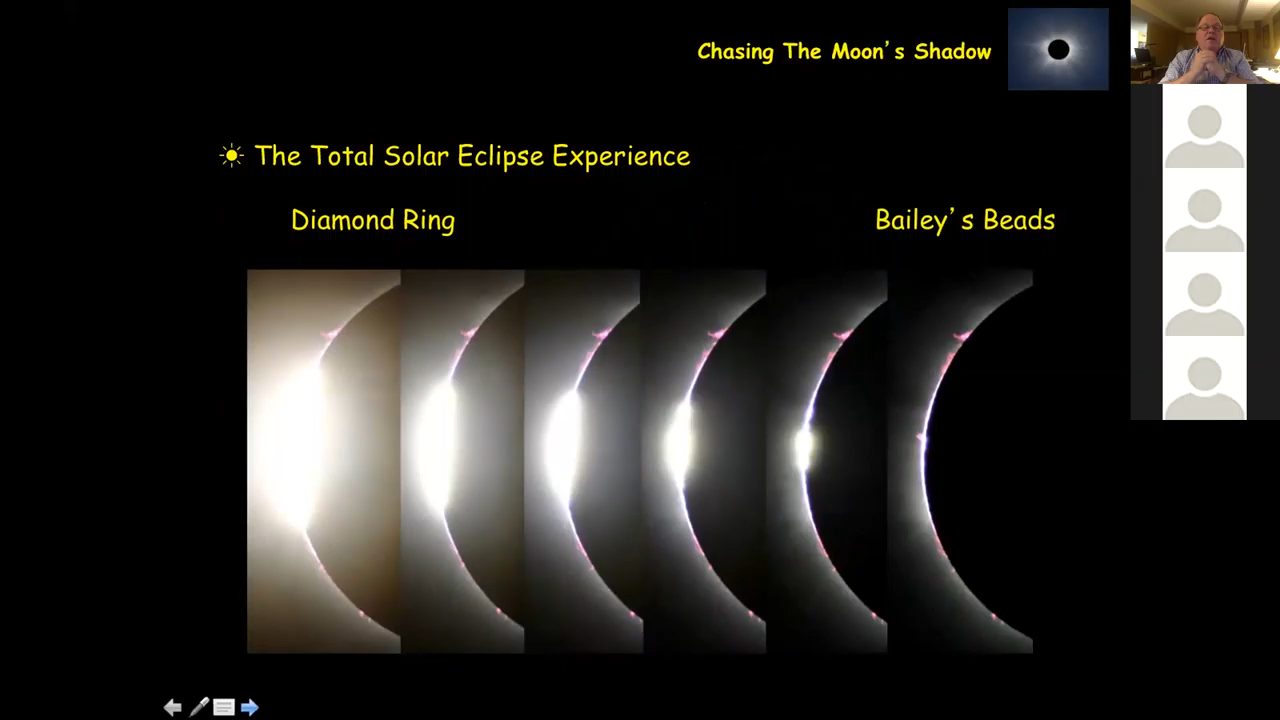 Chasing The Moon’s Shadow
The Total Solar Eclipse Experience
Diamond Ring
Bailey’s Beads